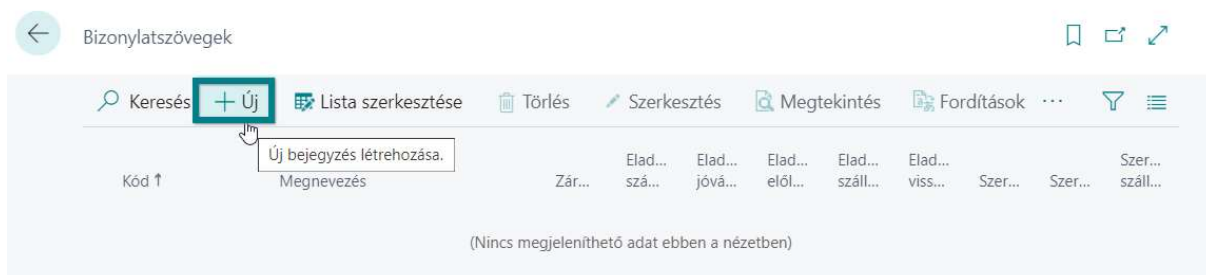 Bizonylatszövegek
Keresés + Új Lista szerkesztése Törlés Szerkesztés Megtekintés Fordítások ...
Új bejegyzés létrehozása.
Elad... Elad... Elad... Elad... Elad... Szer...
Kód ↑ Megnevezés Zár... szá... jóvá... elől... száll... viss... Szer... Szer... száll...
(Nincs megjeleníthető adat ebben a nézetben)